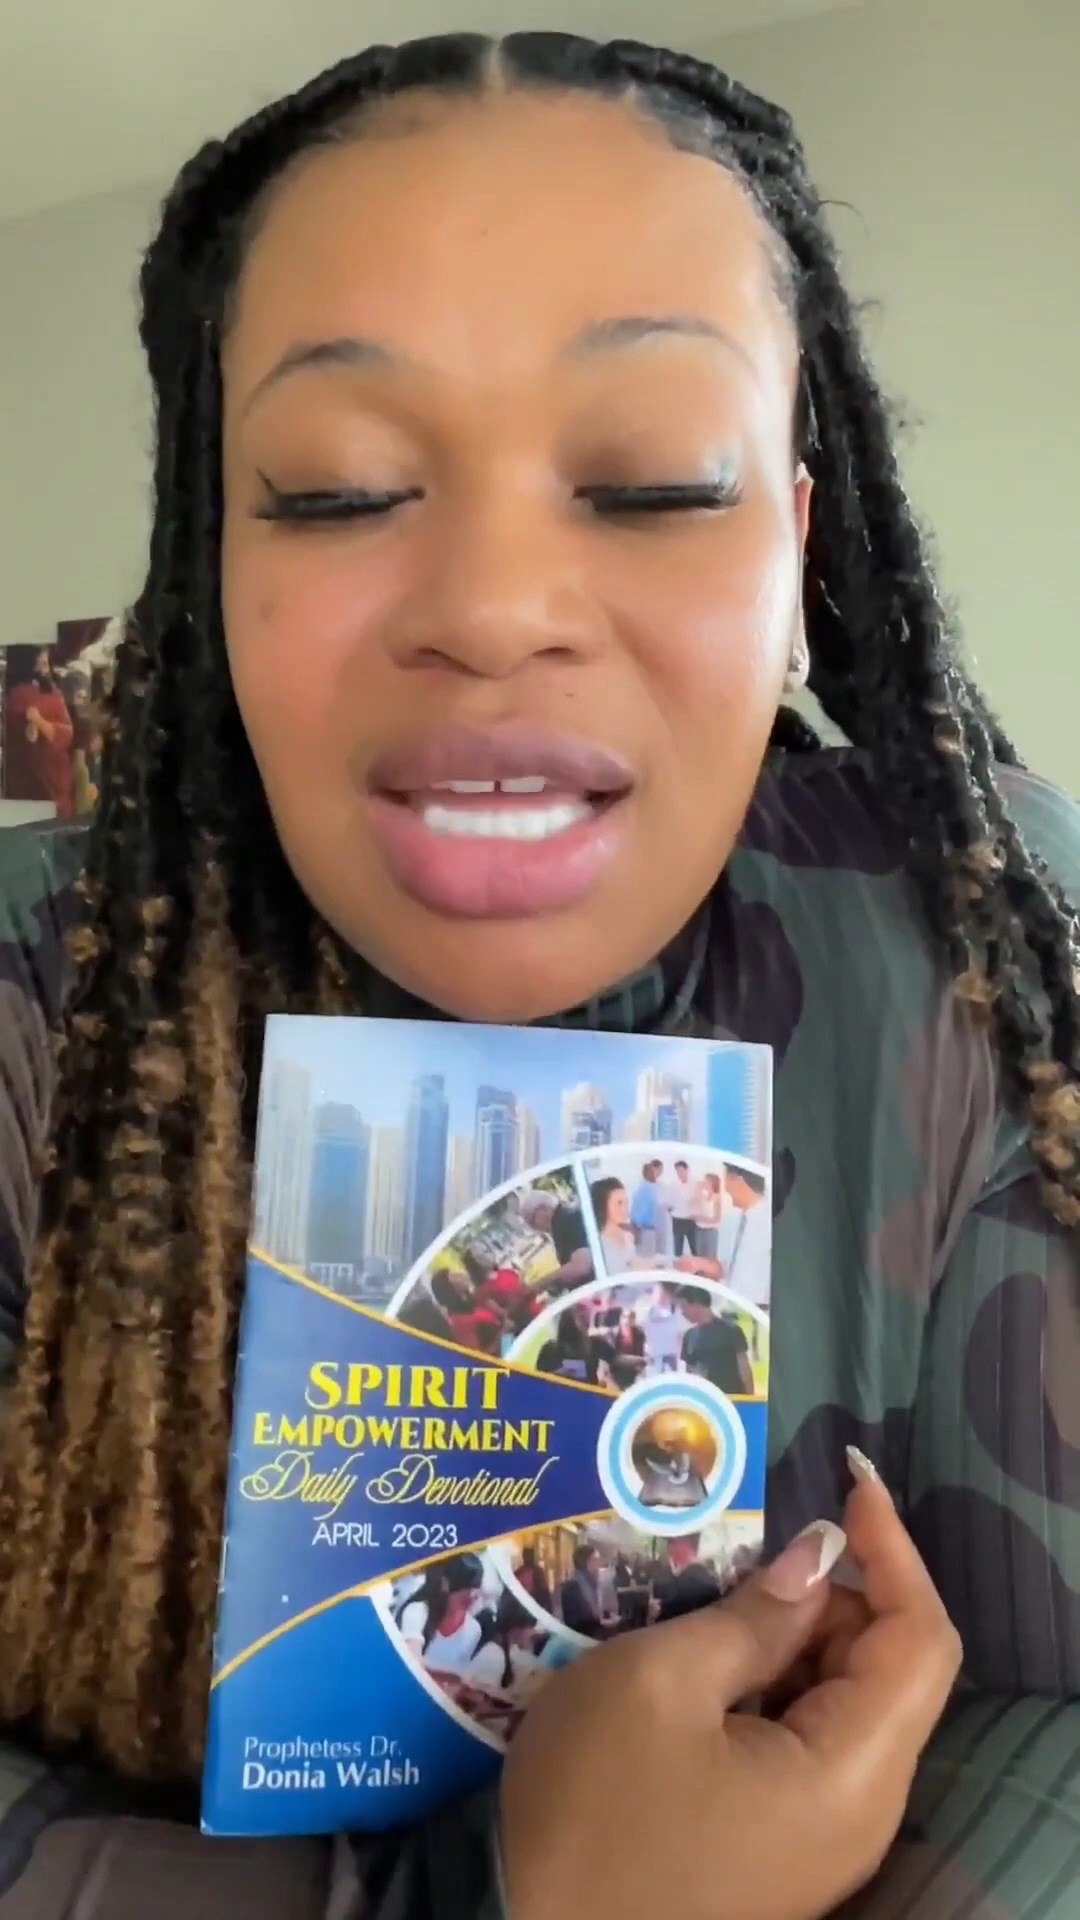 SPIRIT
EMPOWERMENT
Daily Devotional
APRIL 2023
Prophetess Dr.
Donia Walsh